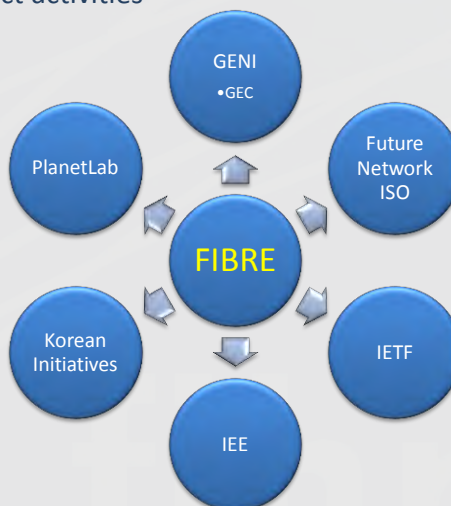 et activities
GENI
•GEC
PlanetLab
Future
Network
ISO
FIBRE
Korean
Initiatives
IETF
IEE